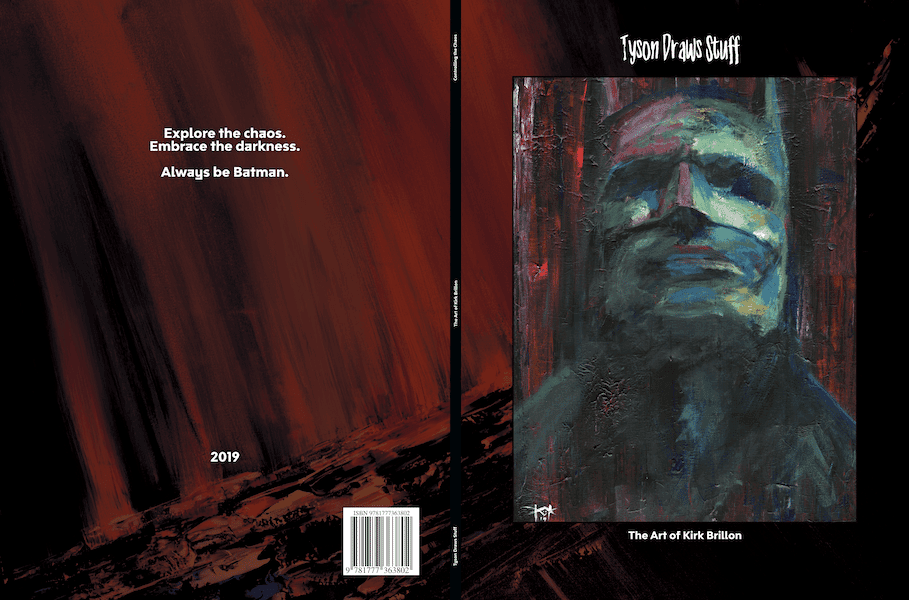 Explore the chaos.
Embrace the darkness.
Always be Batman.
2019
ISBN 9781777363802
9 781777 363802
Controlling the Chaos
The Art of Kirk Brillon
Tyson Draws Stuff
Tyson Draws Stuff
The Art of Kirk Brillon